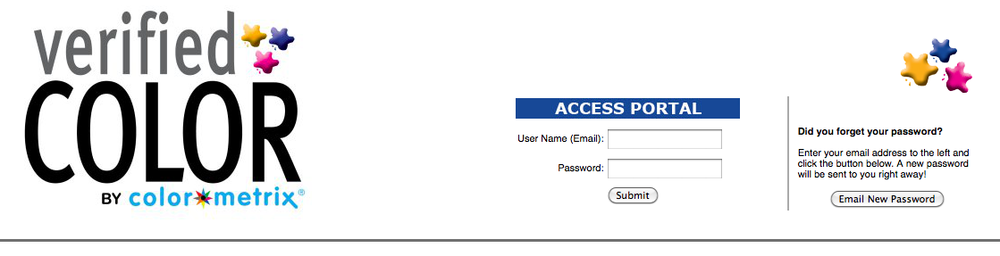 verified
COLOR
BY color metrix®
ACCESS PORTAL
User Name (Email):
Password:
Submit
Did you forget your password?
Enter your email address to the left and
click the button below. A new password
will be sent to you right away!
Email New Password